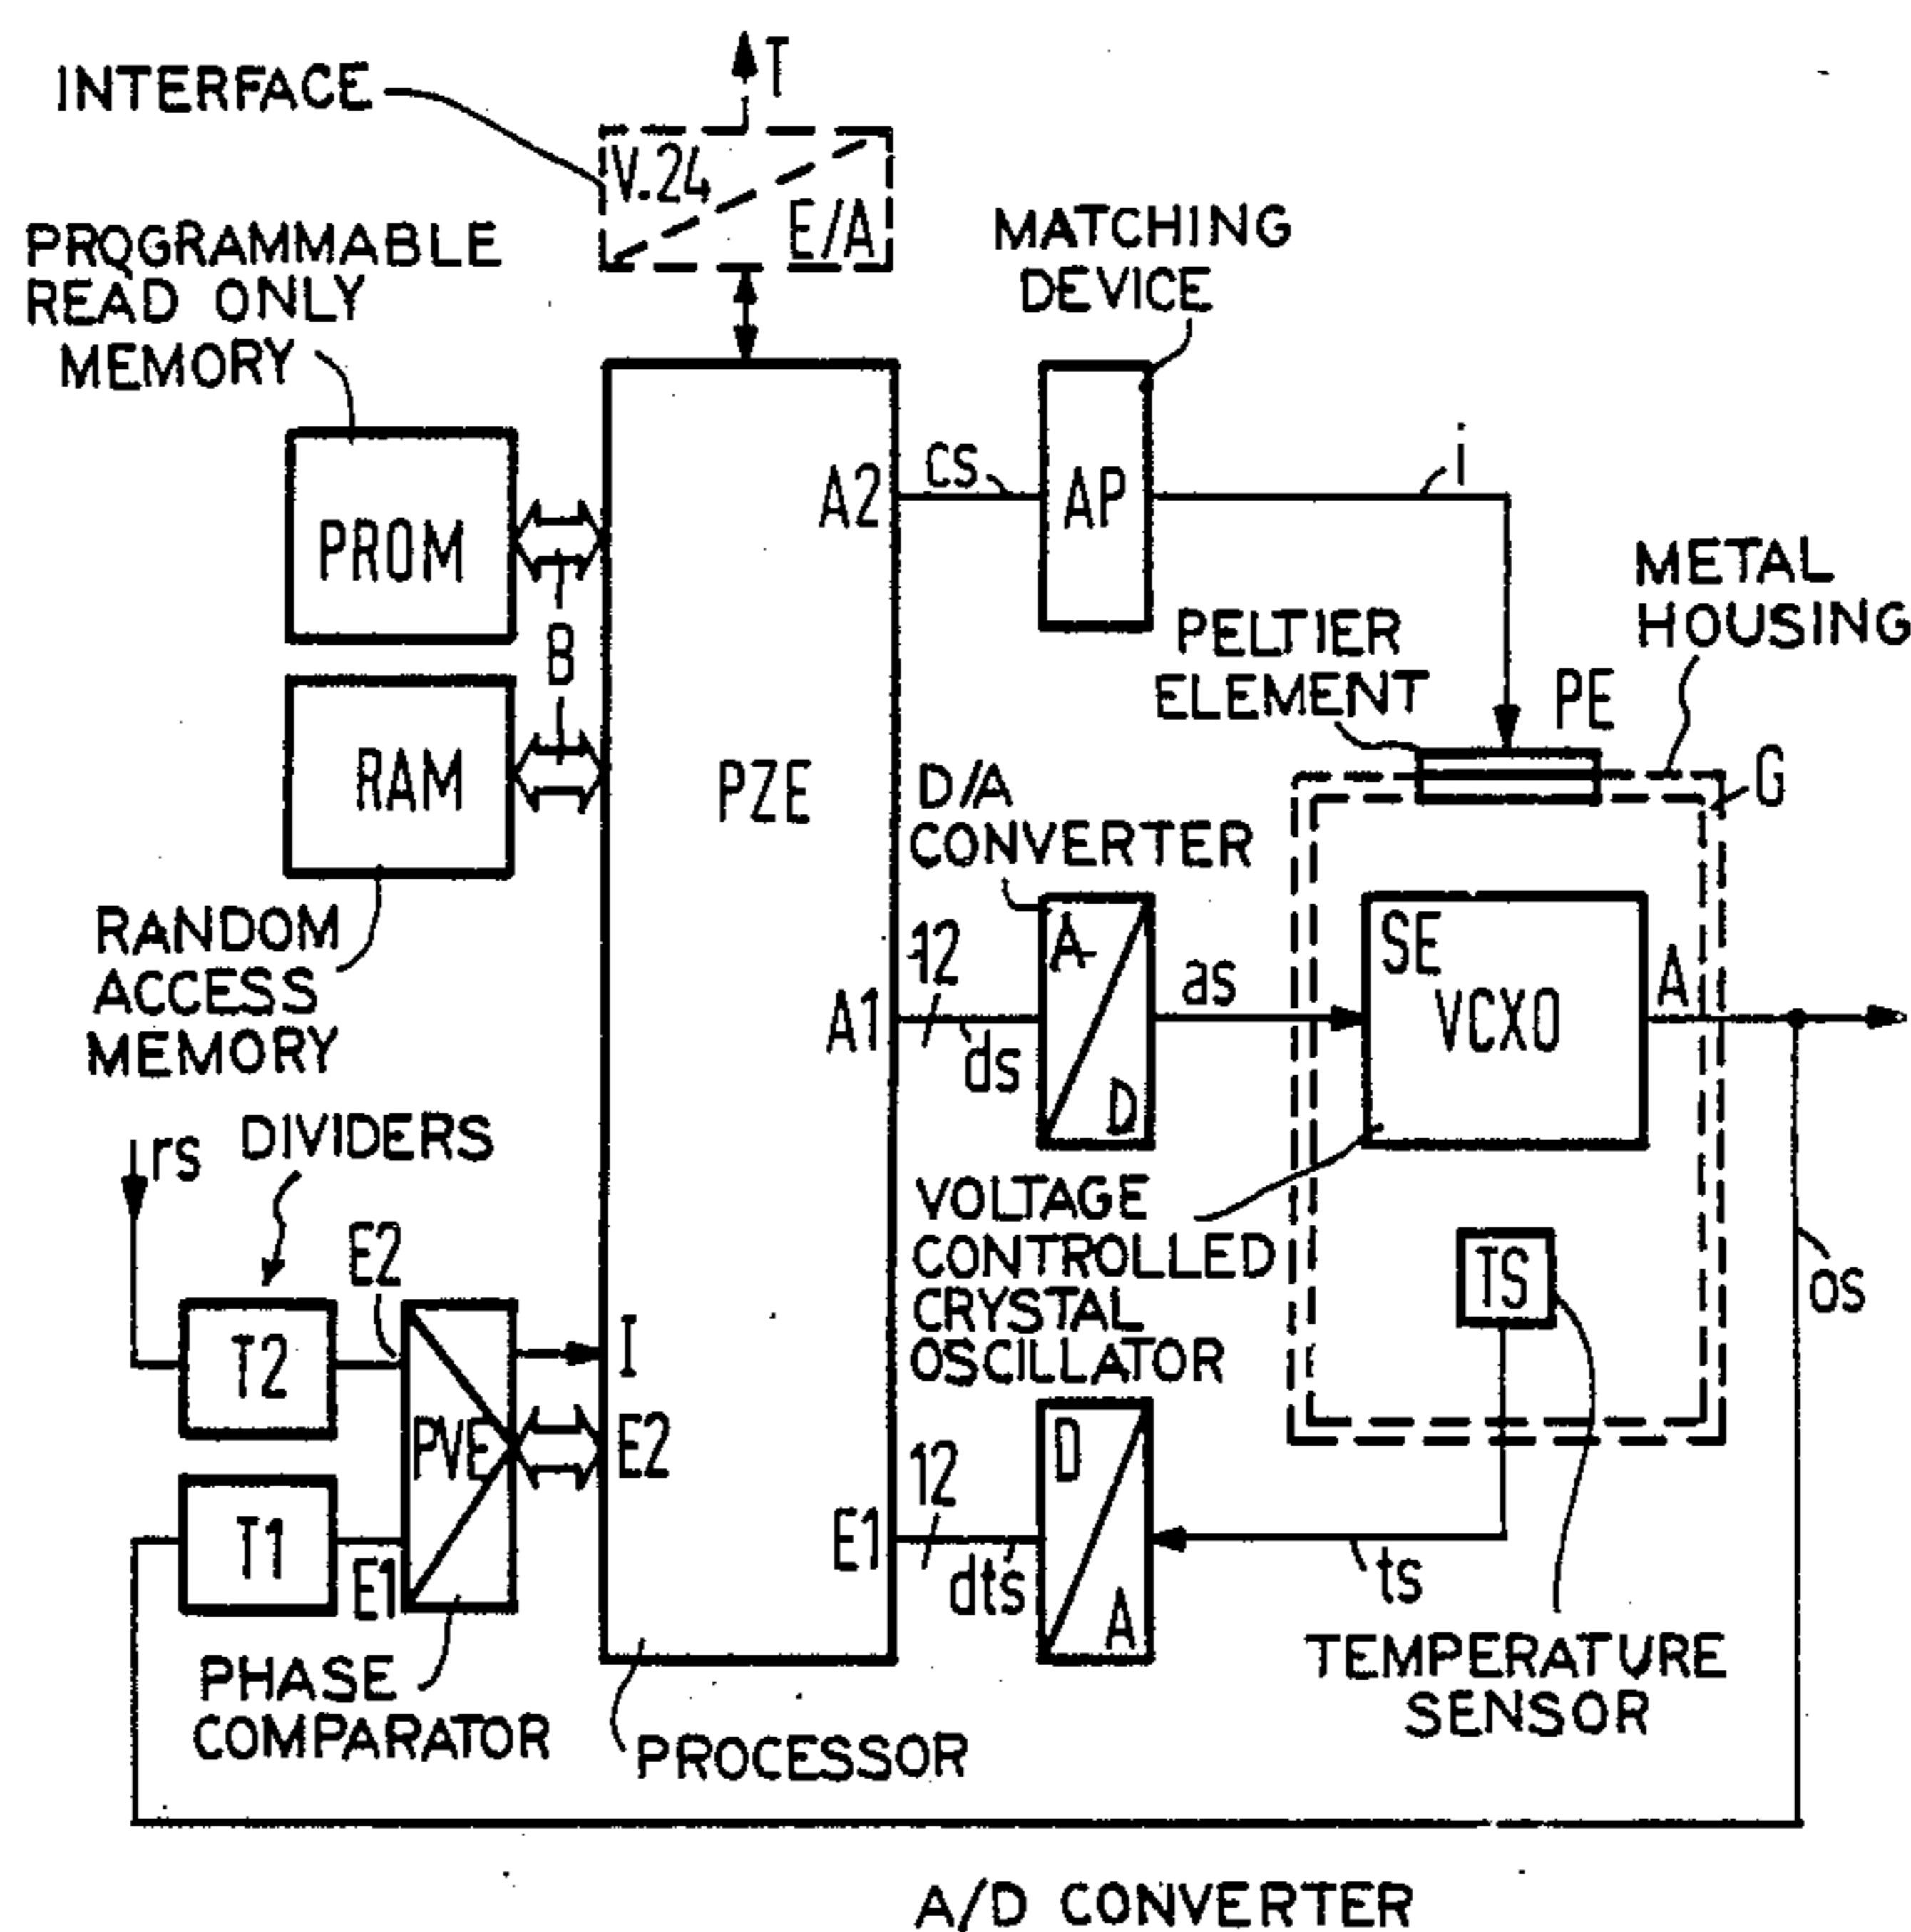 T
INTERFACE
V.24
E/A
MATCHING
DEVICE
PROGRAMMABLE
READ ONLY
MEMORY
PROM
B
RAM
RANDOM
ACCESS
MEMORY
PZE
A2
cs
AP
i
METAL
HOUSING
PELTIER
ELEMENT
PE
G
D/A
CONVERTER
12
A1
ds
A
D
as
SE
VCXO
A
os
VOLTAGE
CONTROLLED
CRYSTAL
OSCILLATOR
TS
rs
DIVIDERS
E2
T2
T1
E1
PVE
I
E2
E1
12
dts
D
A
ts
TEMPERATURE
SENSOR
PHASE
COMPARATOR
PROCESSOR
A/D CONVERTER